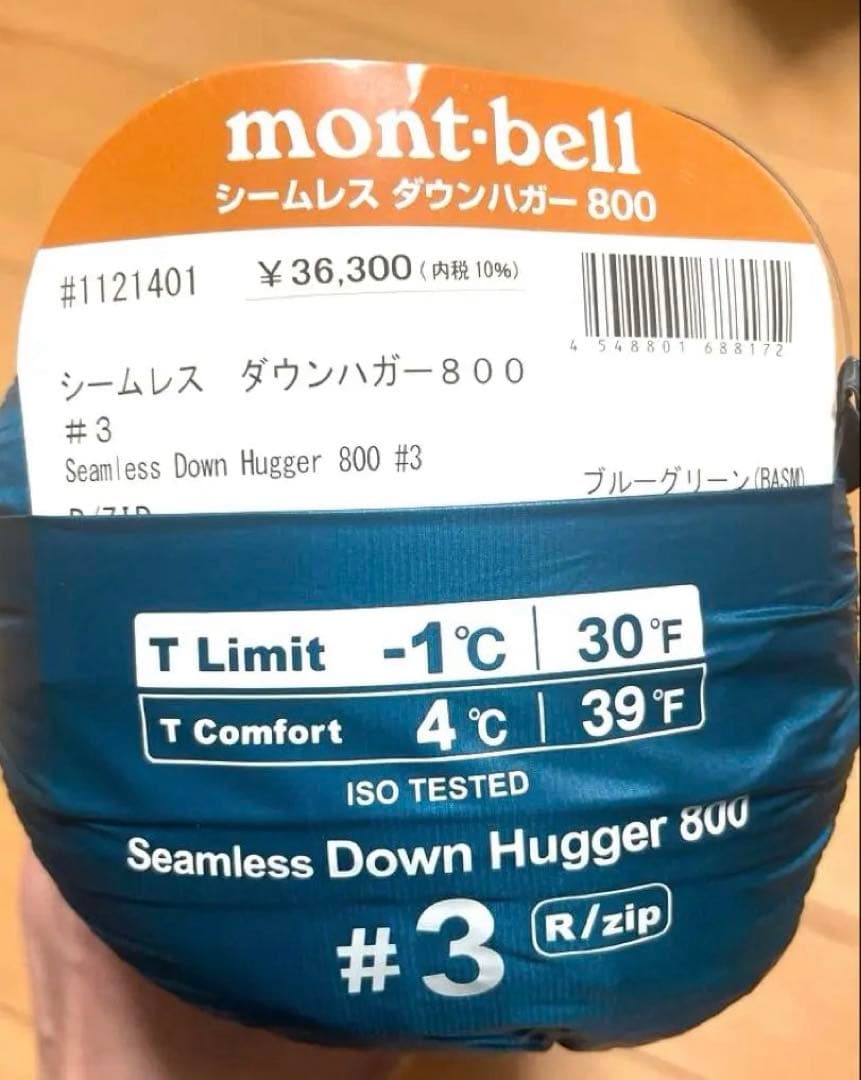 mont·bell
シームレス ダウンハガー 800
#1121401 ¥36,300(内税10%)
4 548801 688172
シームレス ダウンハガー800
#3
Seamless Down Hugger 800 #3
ブルーグリーン(BASM)
R/ZIP
T Limit -1℃ | 30°F
T Comfort 4℃ | 39°F
ISO TESTED
Seamless Down Hugger 800
#3 R/zip